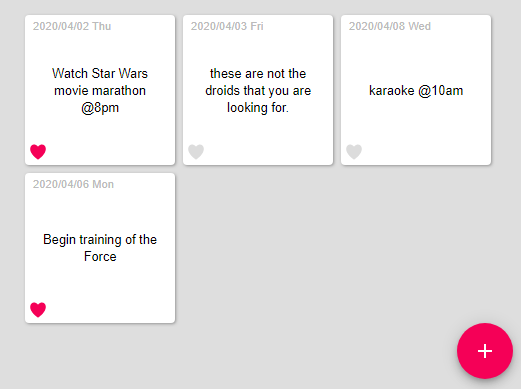 2020/04/02 Thu
Watch Star Wars
movie marathon
@8pm
2020/04/03 Fri
these are not the
droids that you are
looking for.
2020/04/08 Wed
karaoke @10am
2020/04/06 Mon
Begin training of the
Force